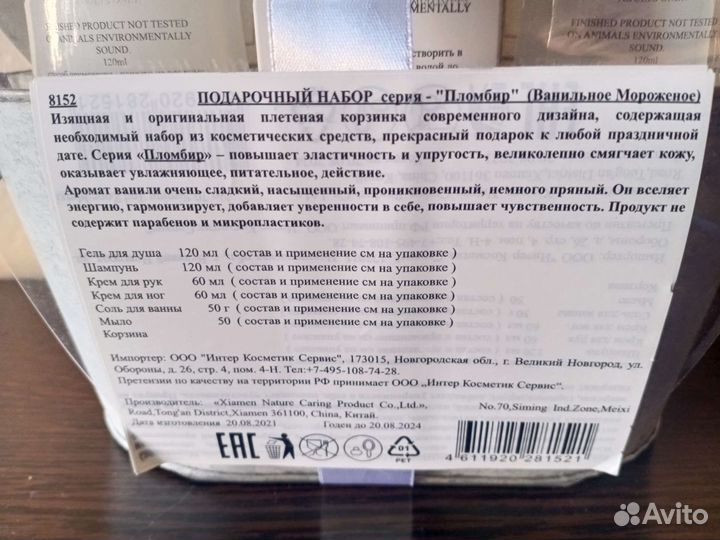 FINISHED PRODUCT NOT TESTED
ON ANIMALS ENVIRONMENTALLY
SOUND.
120ml
MENTALLY
створить в
водой до
FINISHED PRODUCT NOT TESTED
ON ANIMALS ENVIRONMENTALLY
SOUND.
120ml
8152 ПОДАРОЧНЫЙ НАБОР серия - "Пломбир" (Ванильное Мороженое)
Изящная и оригинальная плетеная корзинка современного дизайна, содержащая
необходимый набор из косметических средств, прекрасный подарок к любой праздничной
дате. Серия «Пломбир» – повышает эластичность и упругость, великолепно смягчает кожу,
оказывает увлажняющее, питательное, действие.
Аромат ванили очень сладкий, насыщенный, проникновенный, немного пряный. Он вселяет
энергию, гармонизирует, добавляет уверенности в себе, повышает чувственность. Продукт не
содержит парабенов и микропластиков.
Гель для душа 120 мл ( состав и применение см на упаковке )
Шампунь 120 мл ( состав и применение см на упаковке )
Крем для рук 60 мл ( состав и применение см на упаковке )
Крем для ног 60 мл ( состав и применение см на упаковке )
Соль для ванны 50 г ( состав и применение см на упаковке )
Мыло 50 ( состав и применение см на упаковке )
Корзина
Импортер: ООО "Интер Косметик Сервис", 173015, Новгородская обл., г. Великий Новгород, ул.
Обороны, д. 26, стр. 4, пом. 4-Н. Тел:+7-495-108-74-28.
Претензии по качеству на территории РФ принимает ООО „Интер Косметик Сервис".
Производитель: «Xiamen Nature Caring Product Co.,Ltd.», No.70,Siming Ind.Zone,Meixi
Road,Tong'an District,Xiamen 361100, China, Китай.
Дата изготовления Годен до 20.08.2024
20.08.2021
EAC
01
PET
4 611920 281521
Avito